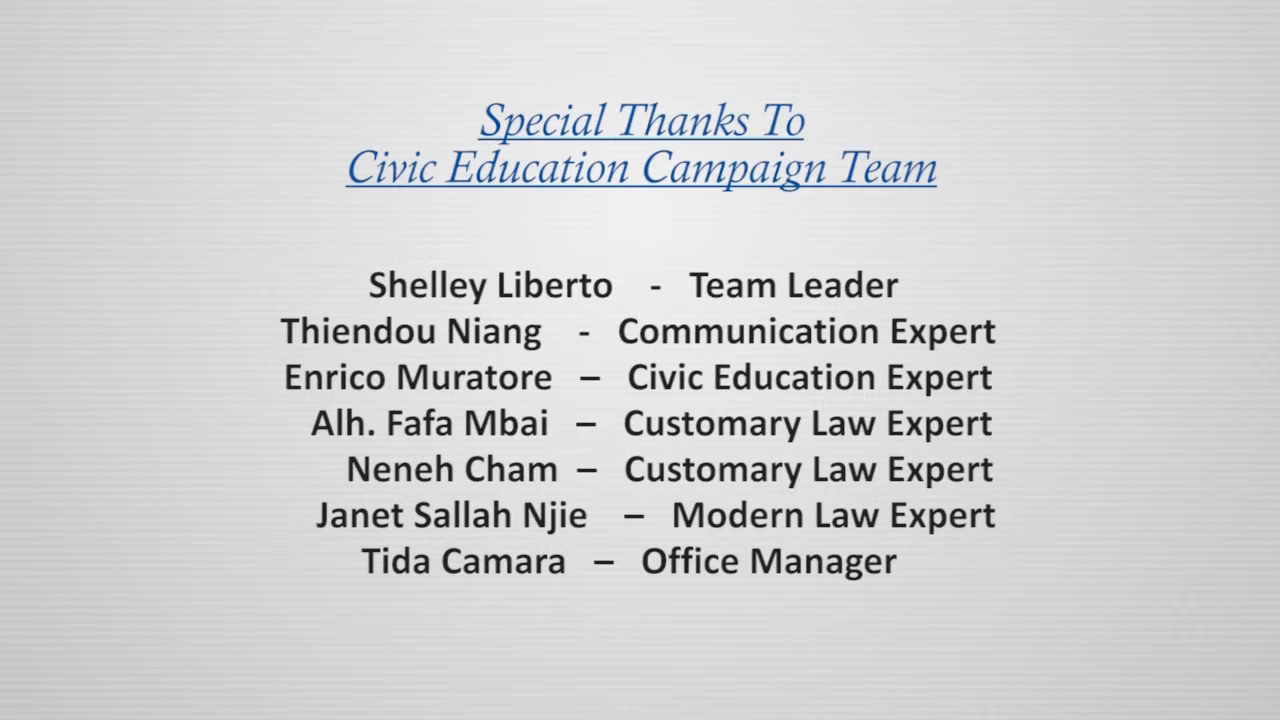 Special Thanks To
Civic Education Campaign Team
Shelley Liberto - Team Leader
Thiendou Niang - Communication Expert
Enrico Muratore – Civic Education Expert
Alh. Fafa Mbai – Customary Law Expert
Neneh Cham – Customary Law Expert
Janet Sallah Njie – Modern Law Expert
Tida Camara – Office Manager